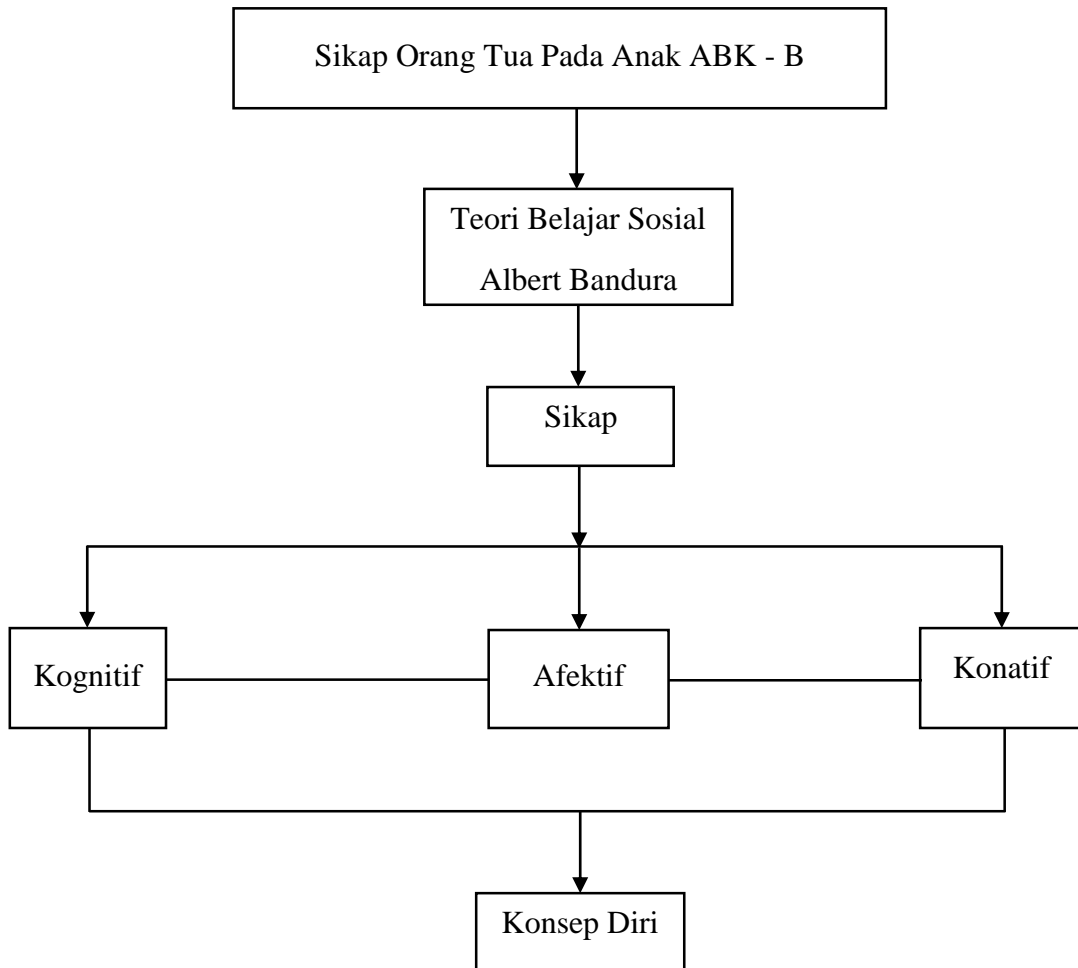 Sikap Orang Tua Pada Anak ABK - B
Teori Belajar Sosial
Albert Bandura
Sikap
Kognitif
Afektif
Konatif
Konsep Diri